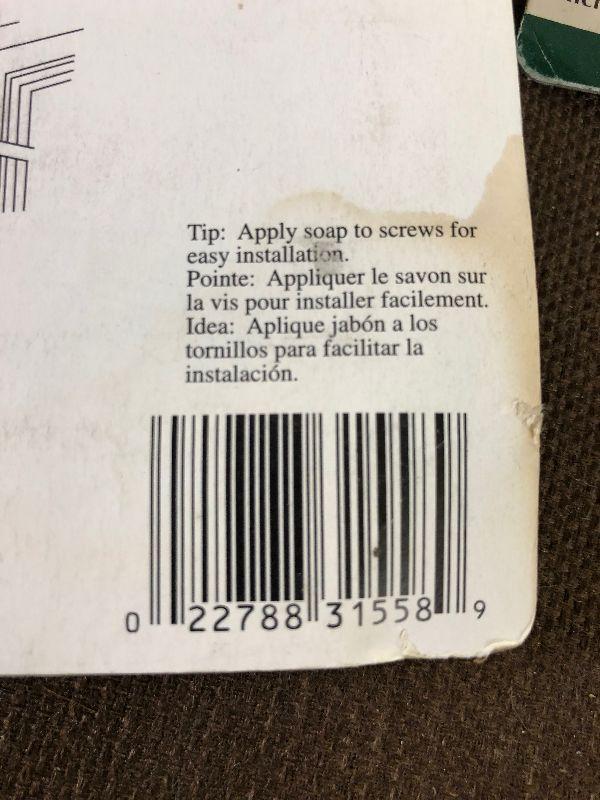 Tip: Apply soap to screws for
easy installation.
Pointe: Appliquer le savon sur
la vis pour installer facilement.
Idea: Aplique jabón a los
tornillos para facilitar la
instalación.
0 22788 31558 9